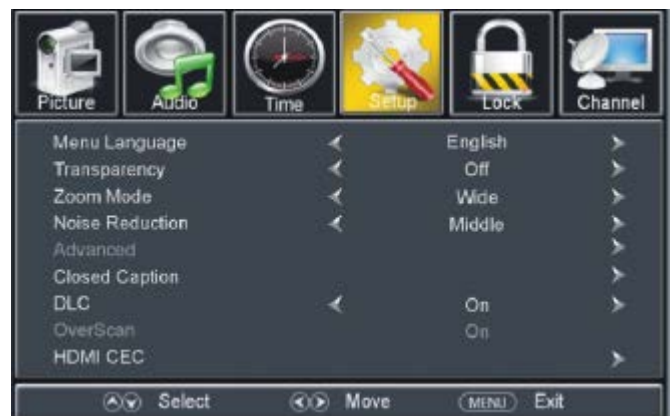 Picture Audio Time Setup Lock Channel
Menu Language English
Transparency Off
Zoom Mode Wide
Noise Reduction Middle
Advanced
Closed Caption
DLC On
OverScan On
HDMI CEC
Select Move MENU Exit